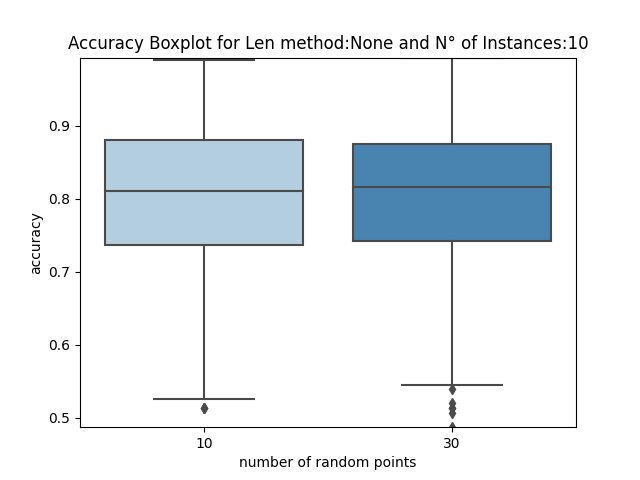 Accuracy Boxplot for Len method:None and N° of Instances:10
0.9
0.8
0.7
0.6
0.5
accuracy
10 30
number of random points